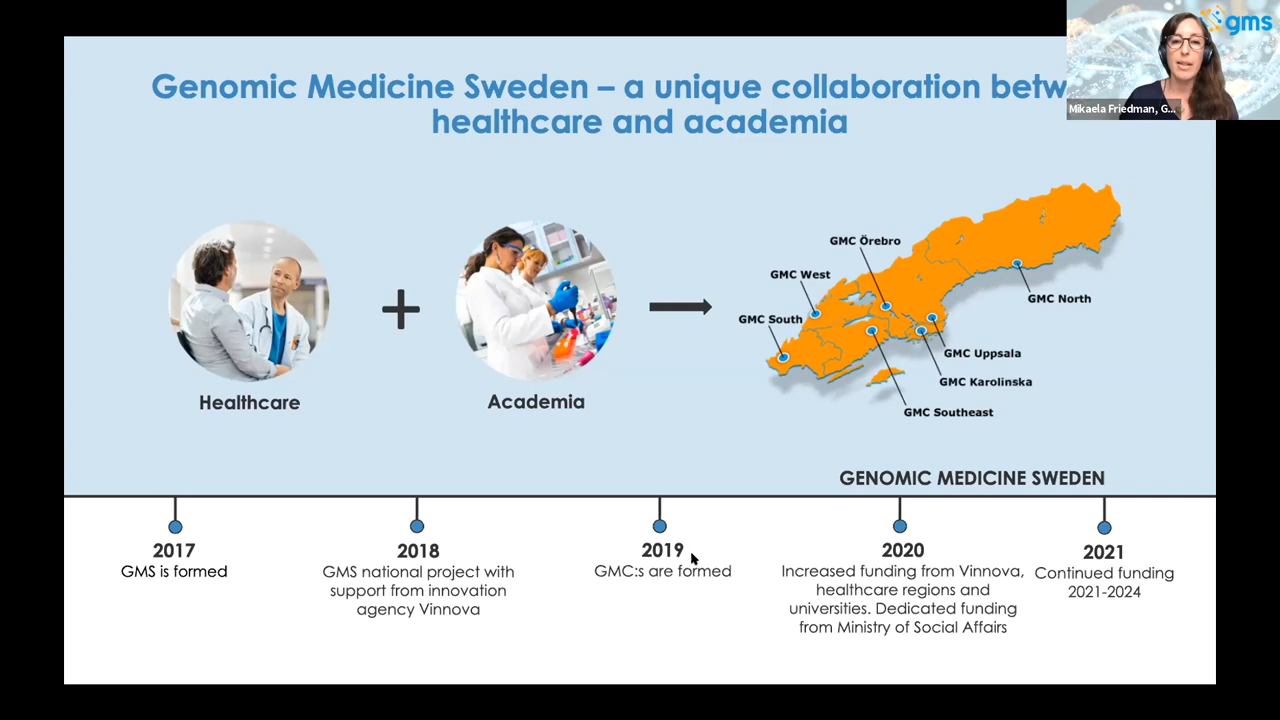 gms
Mikaela Friedman, G...
Genomic Medicine Sweden – a unique collaboration betw
healthcare and academia
GMC Örebro
GMC West
GMC North
GMC South
GMC Uppsala
GMC Karolinska
GMC Southeast
Healthcare
Academia
GENOMIC MEDICINE SWEDEN
2017
GMS is formed
2018
GMS national project with
support from innovation
agency Vinnova
2019
GMC:s are formed
2020
Increased funding from Vinnova,
healthcare regions and
universities. Dedicated funding
from Ministry of Social Affairs
2021
Continued funding
2021-2024